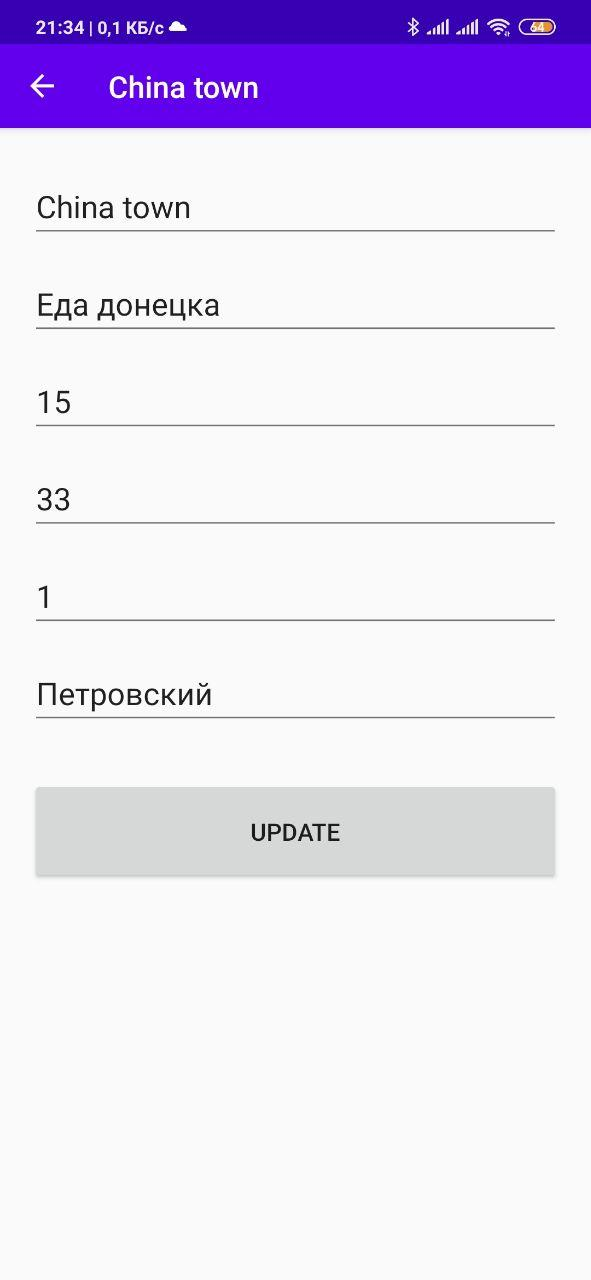 21:34 | 0,1 КБ/с
64
China town
China town
Еда донецка
15
33
1
Петровский
UPDATE